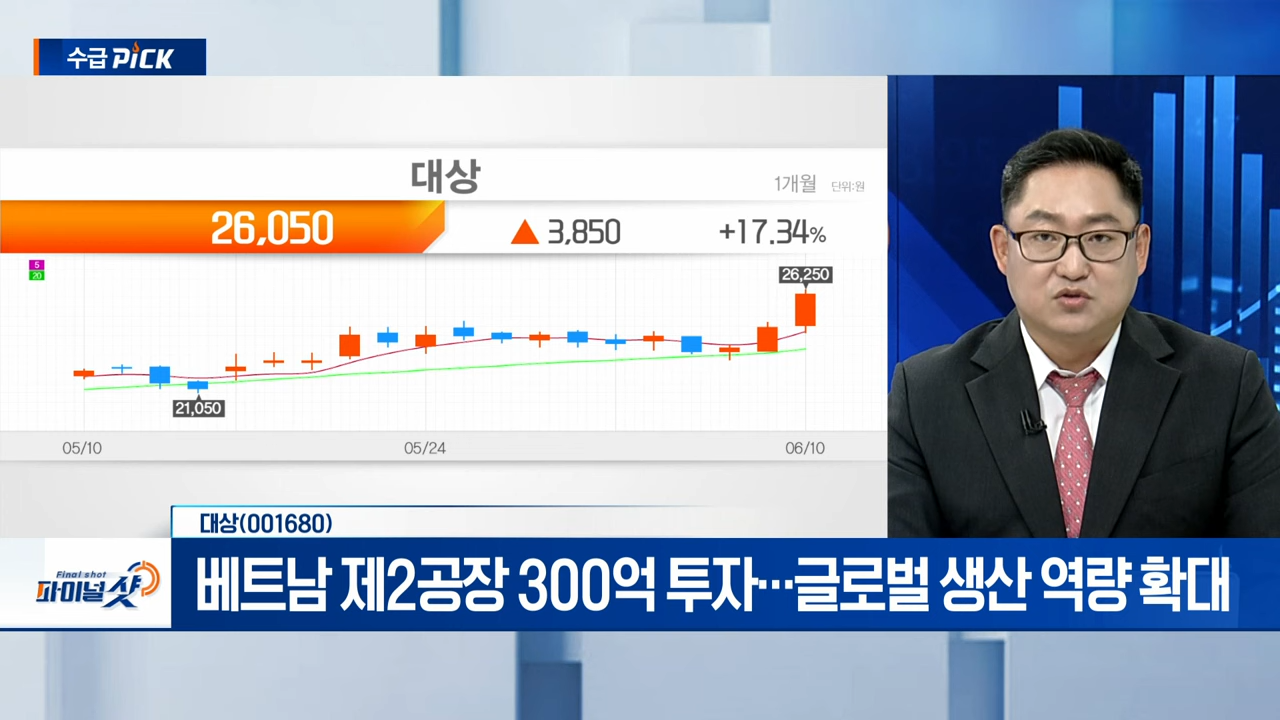 수급 PiCK
대상
1개월 단위:원
26,050 ▲ 3,850 +17.34%
5
20
26,250
21,050
05/10 05/24 06/10
대상(001680)
Final shot
파이널샷
베트남 제2공장 300억 투자…글로벌 생산 역량 확대